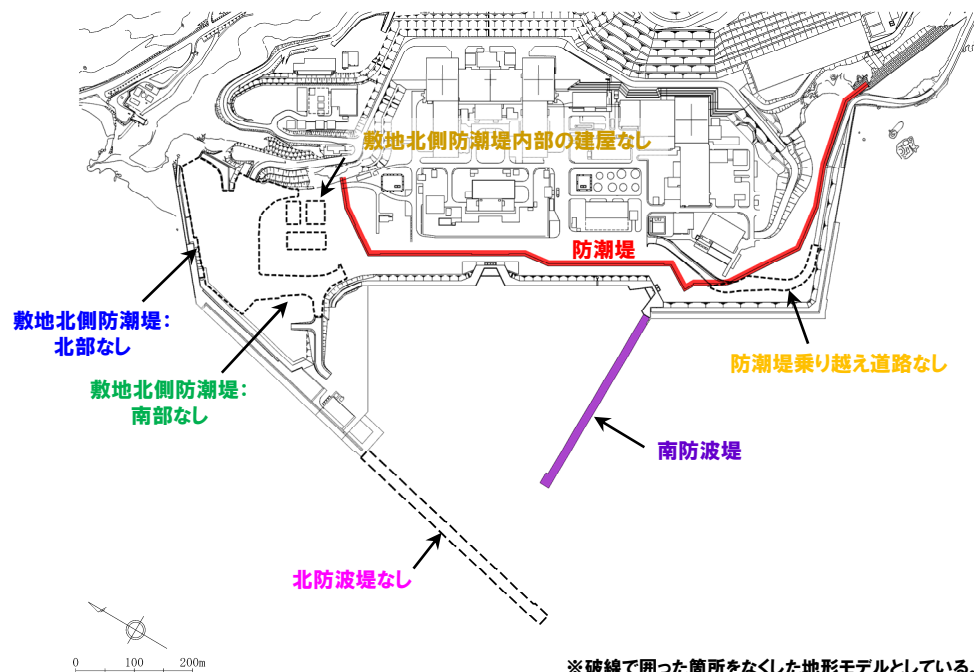 敷地北側防潮堤内部の建屋なし
防潮堤
敷地北側防潮堤：
北部なし
敷地北側防潮堤：
南部なし
防潮堤乗り越え道路なし
南防波堤
北防波堤なし
0 100 200m
※破線で囲った箇所をなくした地形モデルとしている。